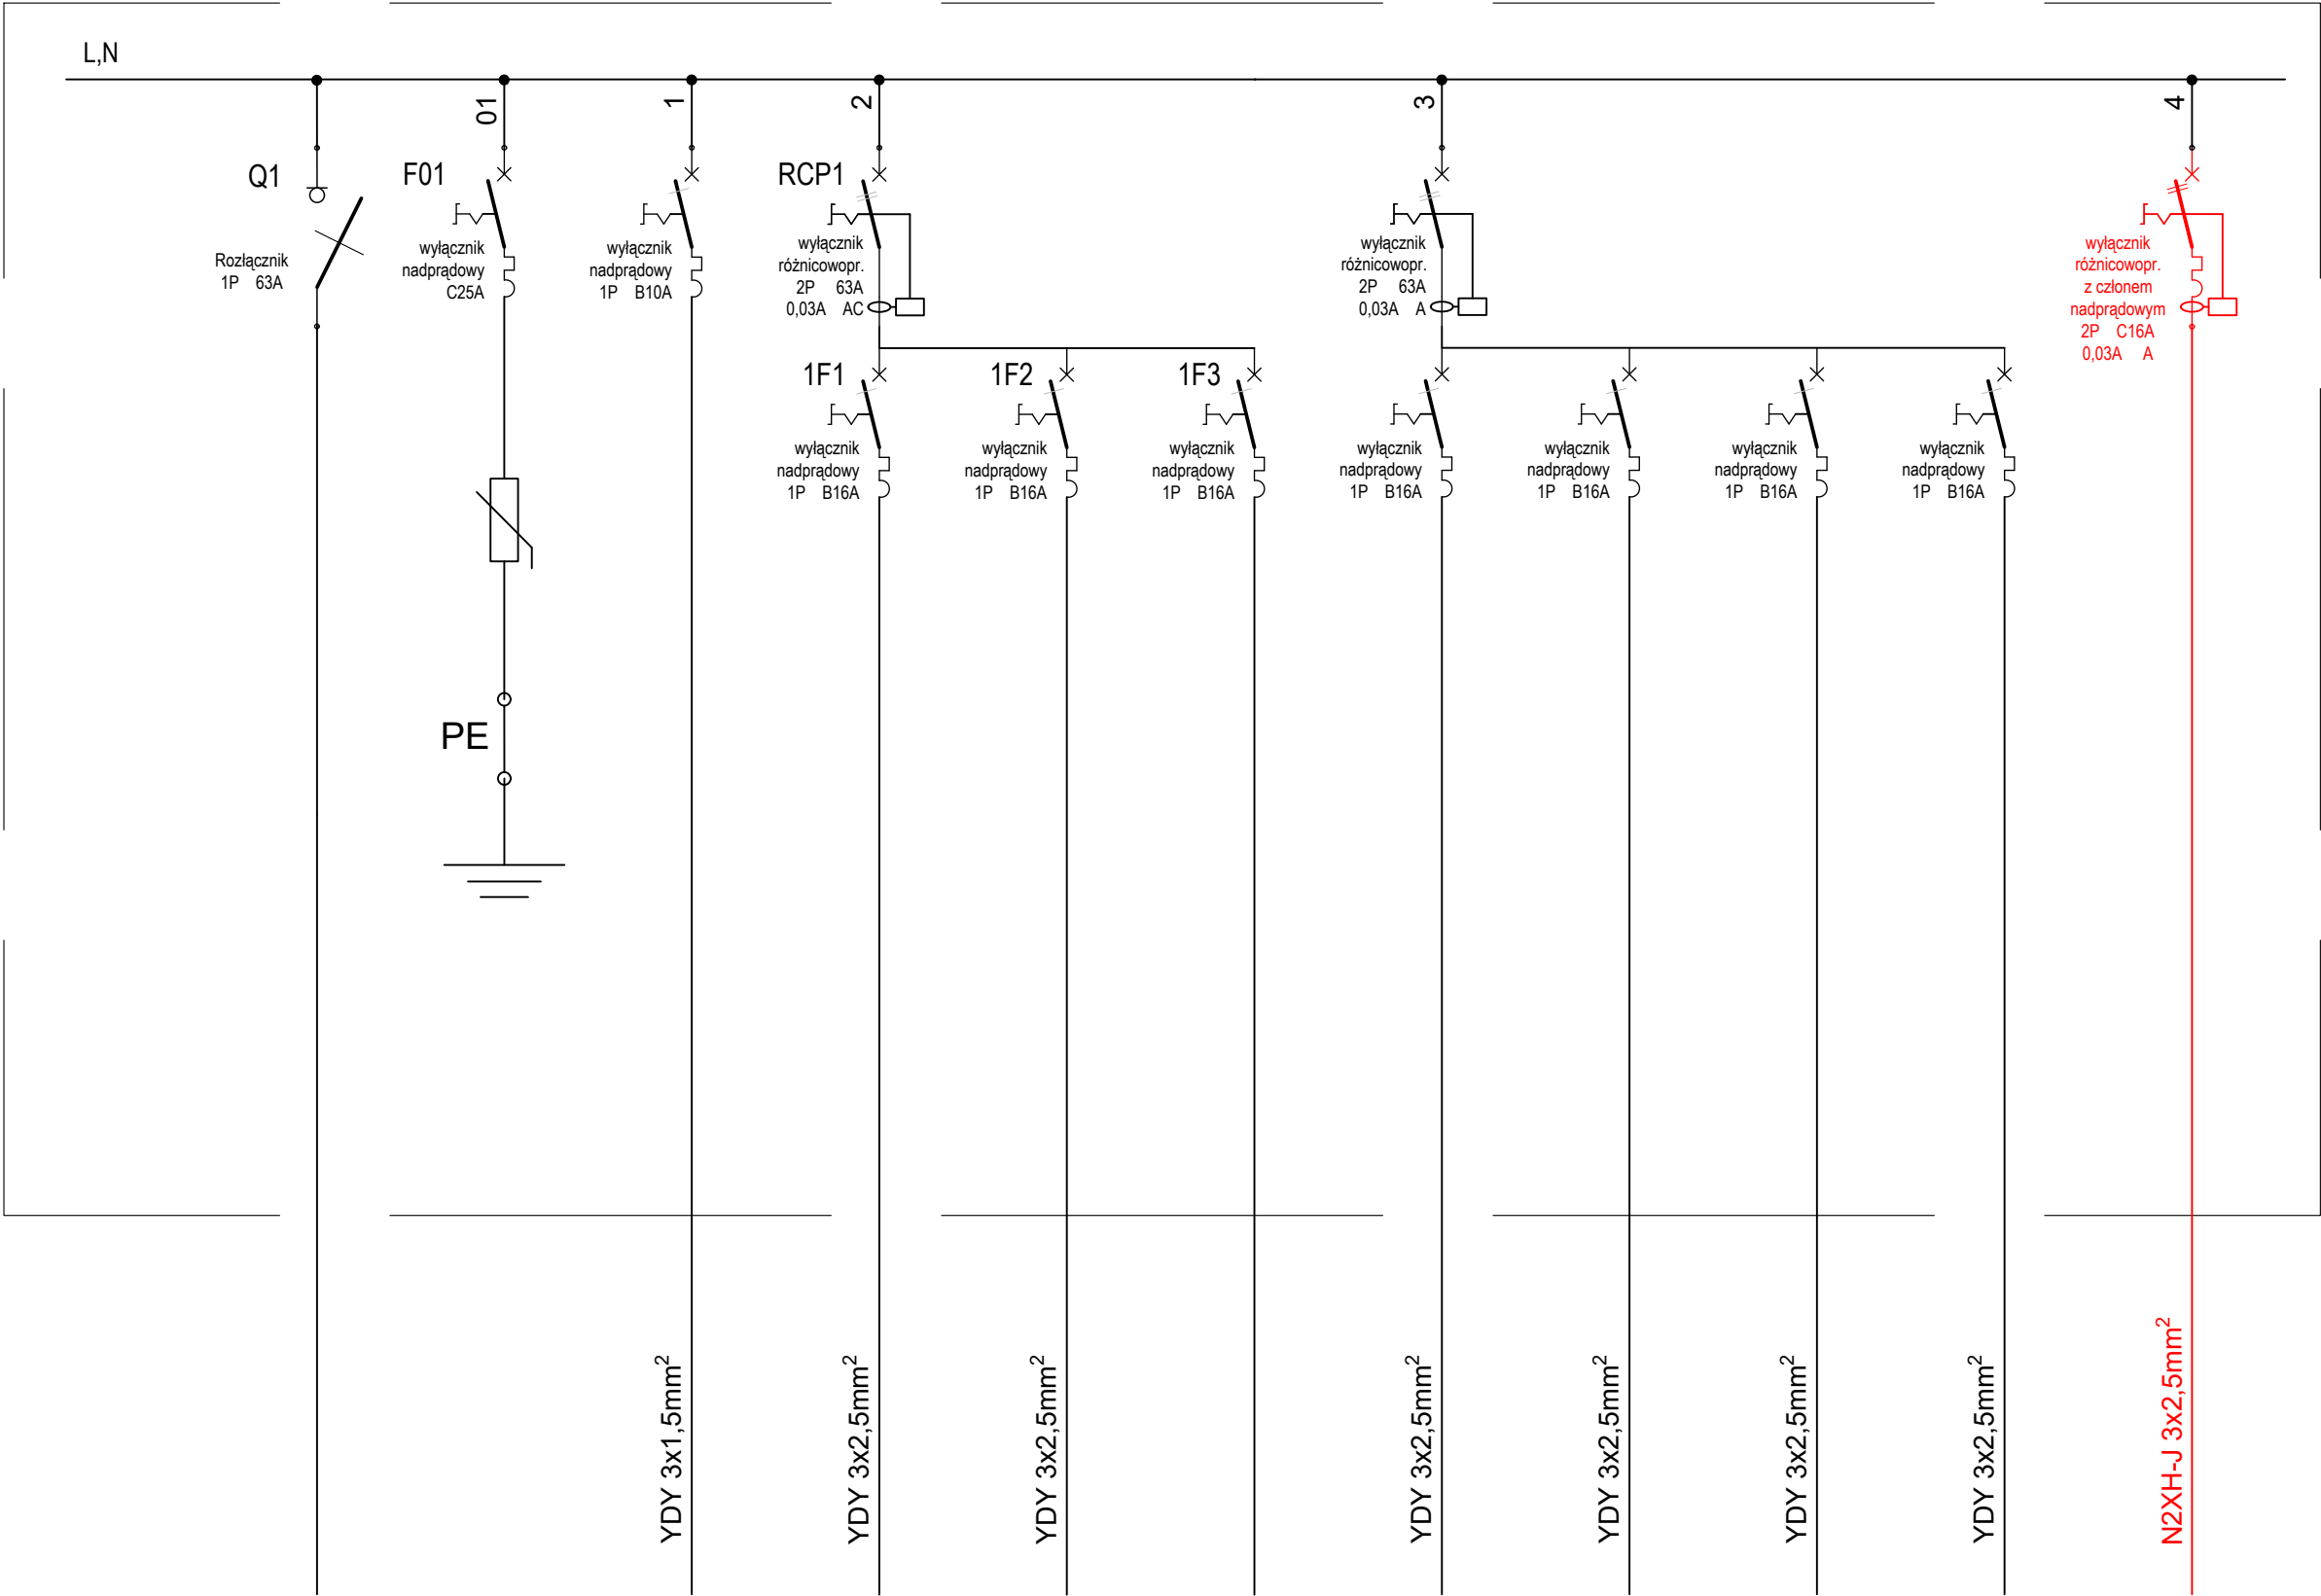 L,N
01
1
2
3
4
Q1
Rozłącznik
1P 63A
F01
wyłącznik
nadprądowy
C25A
wyłącznik
nadprądowy
1P B10A
RCP1
wyłącznik
różnicowopr.
2P 63A
0,03A AC
wyłącznik
różnicowopr.
2P 63A
0,03A A
wyłącznik
różnicowopr.
z członem
nadprądowym
2P C16A
0,03A A
1F1
wyłącznik
nadprądowy
1P B16A
1F2
wyłącznik
nadprądowy
1P B16A
1F3
wyłącznik
nadprądowy
1P B16A
wyłącznik
nadprądowy
1P B16A
wyłącznik
nadprądowy
1P B16A
wyłącznik
nadprądowy
1P B16A
wyłącznik
nadprądowy
1P B16A
PE
YDY 3x1,5mm²
YDY 3x2,5mm²
YDY 3x2,5mm²
YDY 3x2,5mm²
YDY 3x2,5mm²
YDY 3x2,5mm²
YDY 3x2,5mm²
N2XH-J 3x2,5mm²